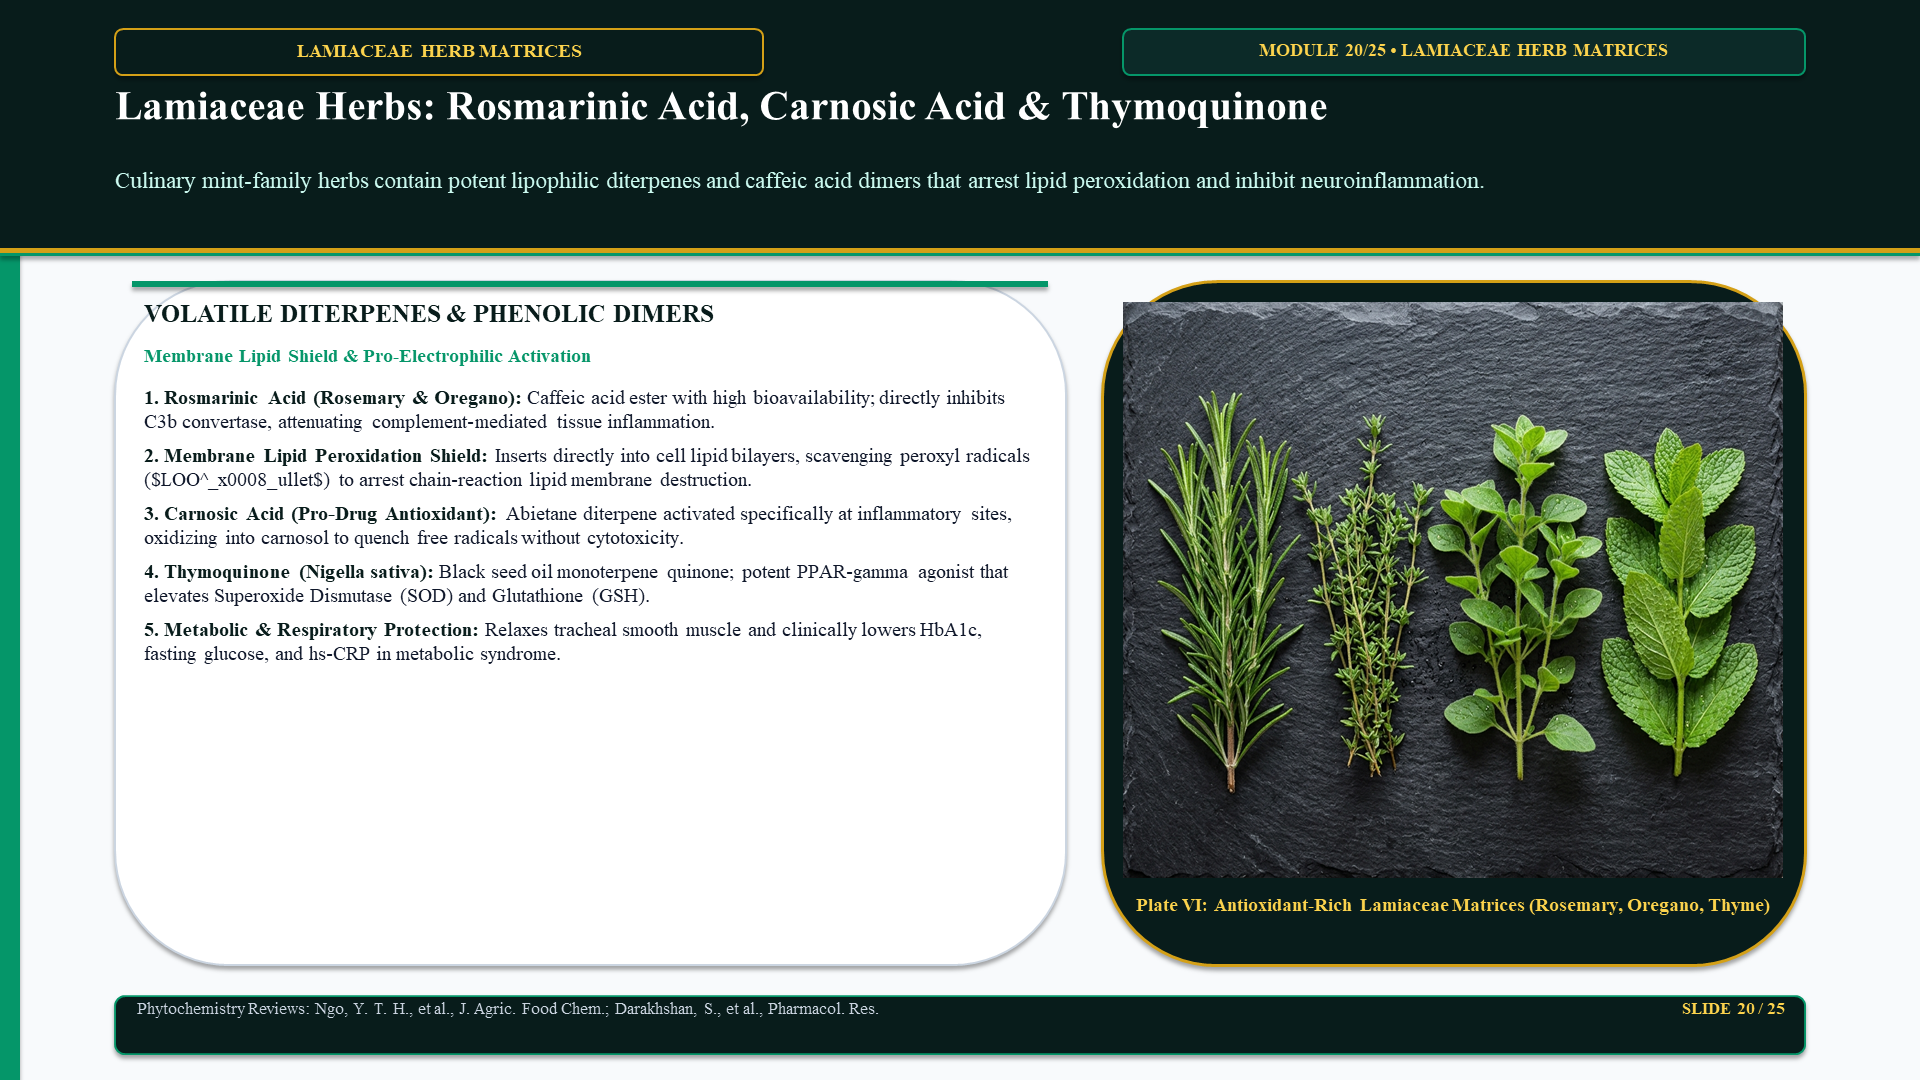 LAMIACEAE HERB MATRICES
MODULE 20/25 • LAMIACEAE HERB MATRICES
Lamiaceae Herbs: Rosmarinic Acid, Carnosic Acid & Thymoquinone
Culinary mint-family herbs contain potent lipophilic diterpenes and caffeic acid dimers that arrest lipid peroxidation and inhibit neuroinflammation.
VOLATILE DITERPENES & PHENOLIC DIMERS
Membrane Lipid Shield & Pro-Electrophilic Activation
1. Rosmarinic Acid (Rosemary & Oregano): Caffeic acid ester with high bioavailability; directly inhibits
C3b convertase, attenuating complement-mediated tissue inflammation.
2. Membrane Lipid Peroxidation Shield: Inserts directly into cell lipid bilayers, scavenging peroxyl radicals
($LOO^_x0008_ullet$) to arrest chain-reaction lipid membrane destruction.
3. Carnosic Acid (Pro-Drug Antioxidant): Abietane diterpene activated specifically at inflammatory sites,
oxidizing into carnosol to quench free radicals without cytotoxicity.
4. Thymoquinone (Nigella sativa): Black seed oil monoterpene quinone; potent PPAR-gamma agonist that
elevates Superoxide Dismutase (SOD) and Glutathione (GSH).
5. Metabolic & Respiratory Protection: Relaxes tracheal smooth muscle and clinically lowers HbA1c,
fasting glucose, and hs-CRP in metabolic syndrome.
Plate VI: Antioxidant-Rich Lamiaceae Matrices (Rosemary, Oregano, Thyme)
Phytochemistry Reviews: Ngo, Y. T. H., et al., J. Agric. Food Chem.; Darakhshan, S., et al., Pharmacol. Res.
SLIDE 20 / 25